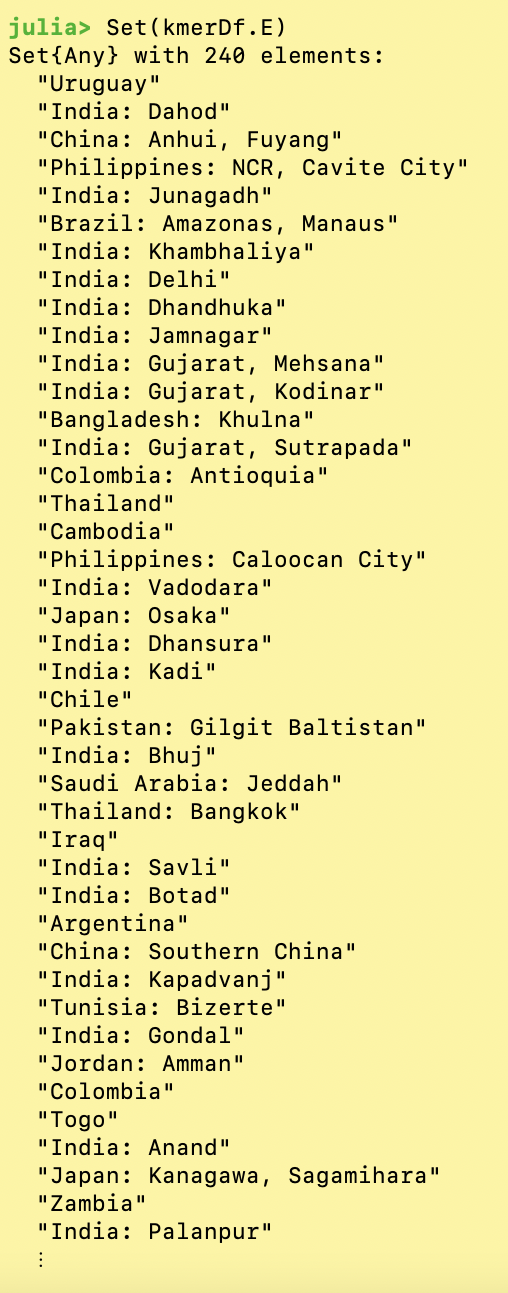 julia> Set(kmerDf.E)
Set{Any} with 240 elements:
"Uruguay"
"India: Dahod"
"China: Anhui, Fuyang"
"Philippines: NCR, Cavite City"
"India: Junagadh"
"Brazil: Amazonas, Manaus"
"India: Khambhaliya"
"India: Delhi"
"India: Dhandhuka"
"India: Jamnagar"
"India: Gujarat, Mehsana"
"India: Gujarat, Kodinar"
"Bangladesh: Khulna"
"India: Gujarat, Sutrapada"
"Colombia: Antioquia"
"Thailand"
"Cambodia"
"Philippines: Caloocan City"
"India: Vadodara"
"Japan: Osaka"
"India: Dhansura"
"India: Kadi"
"Chile"
"Pakistan: Gilgit Baltistan"
"India: Bhuj"
"Saudi Arabia: Jeddah"
"Thailand: Bangkok"
"Iraq"
"India: Savli"
"India: Botad"
"Argentina"
"China: Southern China"
"India: Kapadvanj"
"Tunisia: Bizerte"
"India: Gondal"
"Jordan: Amman"
"Colombia"
"Togo"
"India: Anand"
"Japan: Kanagawa, Sagamihara"
"Zambia"
"India: Palanpur"
⋮